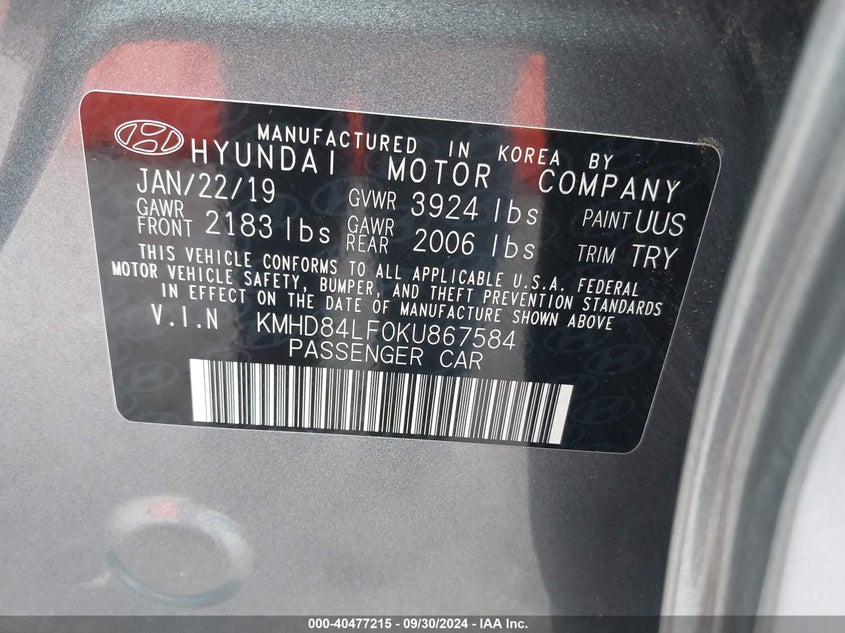 MANUFACTURED IN KOREA BY
HYUNDAI MOTOR COMPANY
JAN/22/19 GVWR 3924 lbs PAINT UUS
GAWR FRONT 2183 lbs GAWR REAR 2006 lbs TRIM TRY
THIS VEHICLE CONFORMS TO ALL APPLICABLE U.S.A. FEDERAL
MOTOR VEHICLE SAFETY, BUMPER, AND THEFT PREVENTION STANDARDS
IN EFFECT ON THE DATE OF MANUFACTURE SHOWN ABOVE
V.I.N KMHD84LF0KU867584
PASSENGER CAR
000-40477215 - 09/30/2024 - IAA Inc.